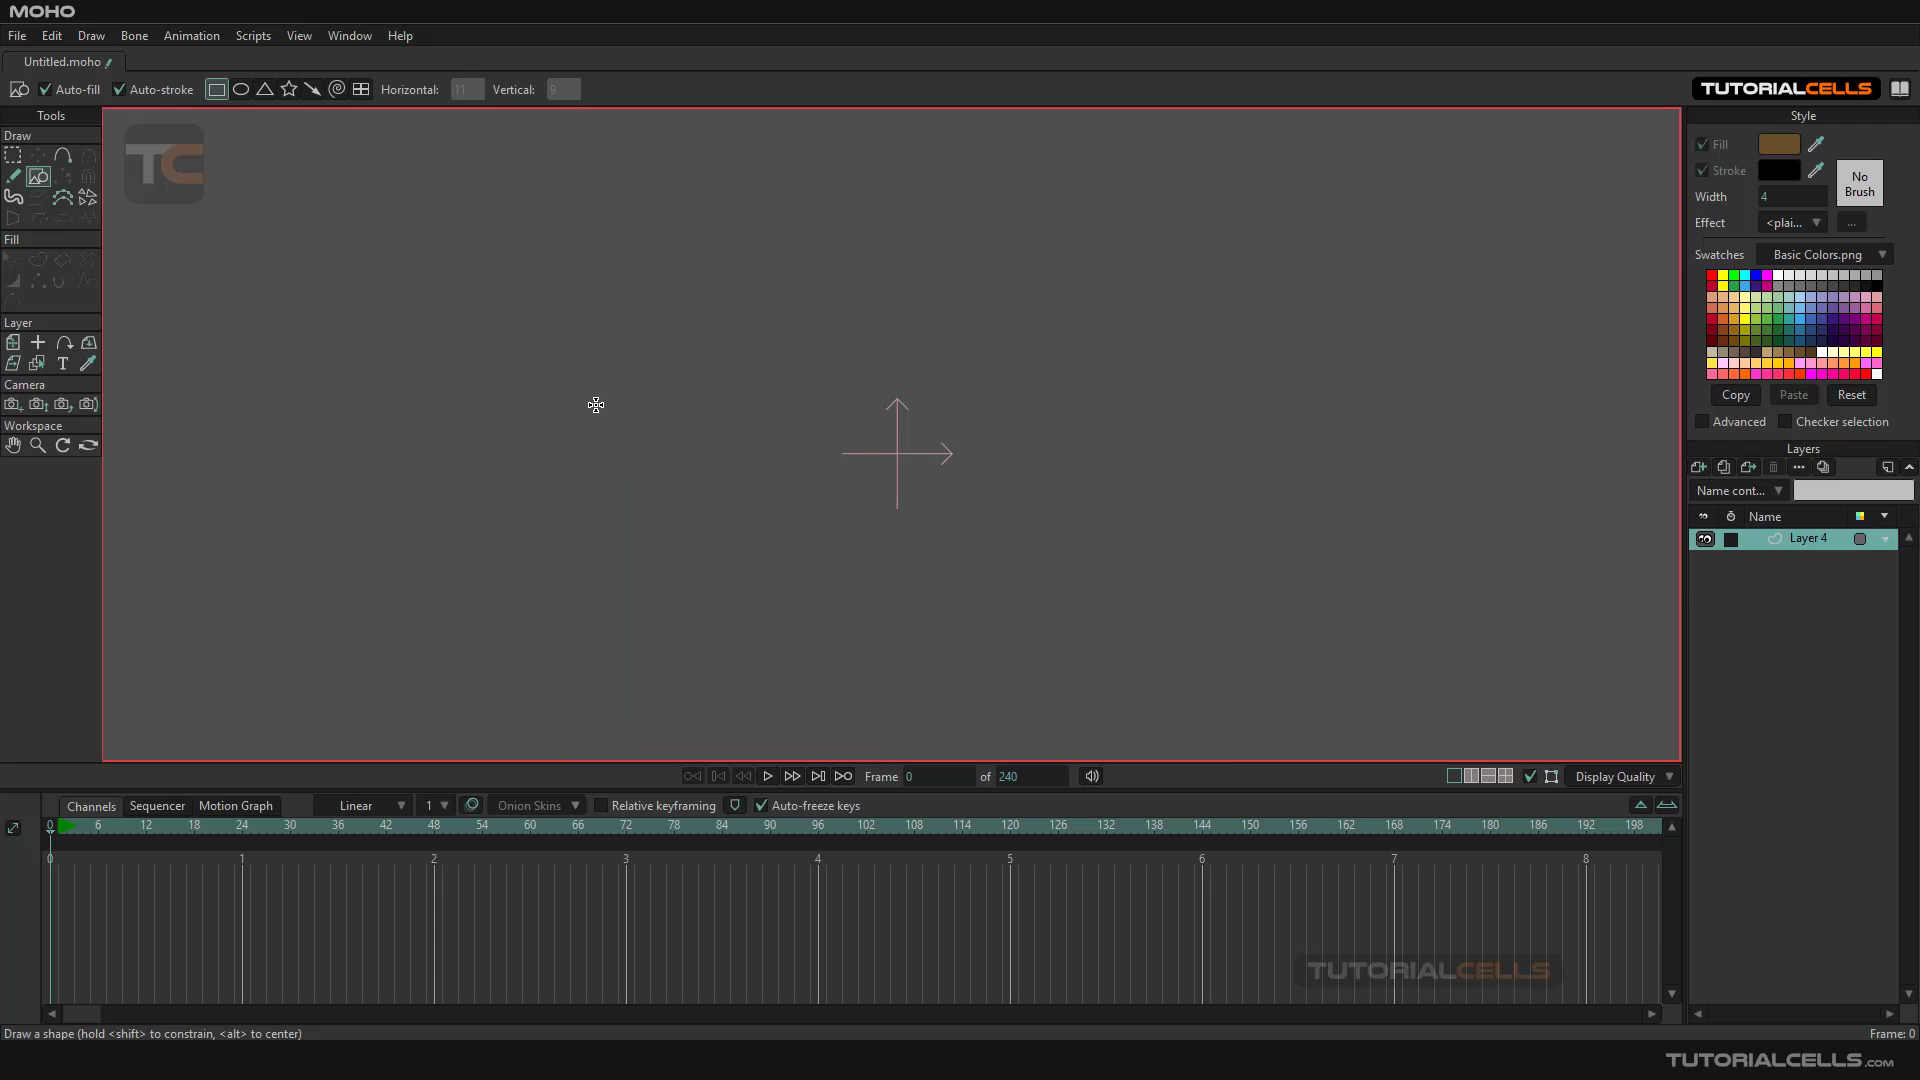 MOHO
File Edit Draw Bone Animation Scripts View Window Help
Untitled.moho
Auto-fill Auto-stroke Horizontal: 11 Vertical: 9
TUTORIALCELLS
Tools
Draw
Fill
Layer
T
Camera
Workspace
TC
Style
Fill
Stroke
No Brush
Width 4
Effect <plai... ...
Swatches Basic Colors.png
Copy Paste Reset
Advanced Checker selection
Layers
Name cont...
Name
Layer 4
Frame 0 of 240
Display Quality
Channels Sequencer Motion Graph Linear 1 Onion Skins Relative keyframing Auto-freeze keys
0 6 12 18 24 30 36 42 48 54 60 66 72 78 84 90 96 102 108 114 120 126 132 138 144 150 156 162 168 174 180 186 192 198
0 1 2 3 4 5 6 7 8
TUTORIALCELLS
Draw a shape (hold <shift> to constrain, <alt> to center)
Frame: 0
TUTORIALCELLS.COM